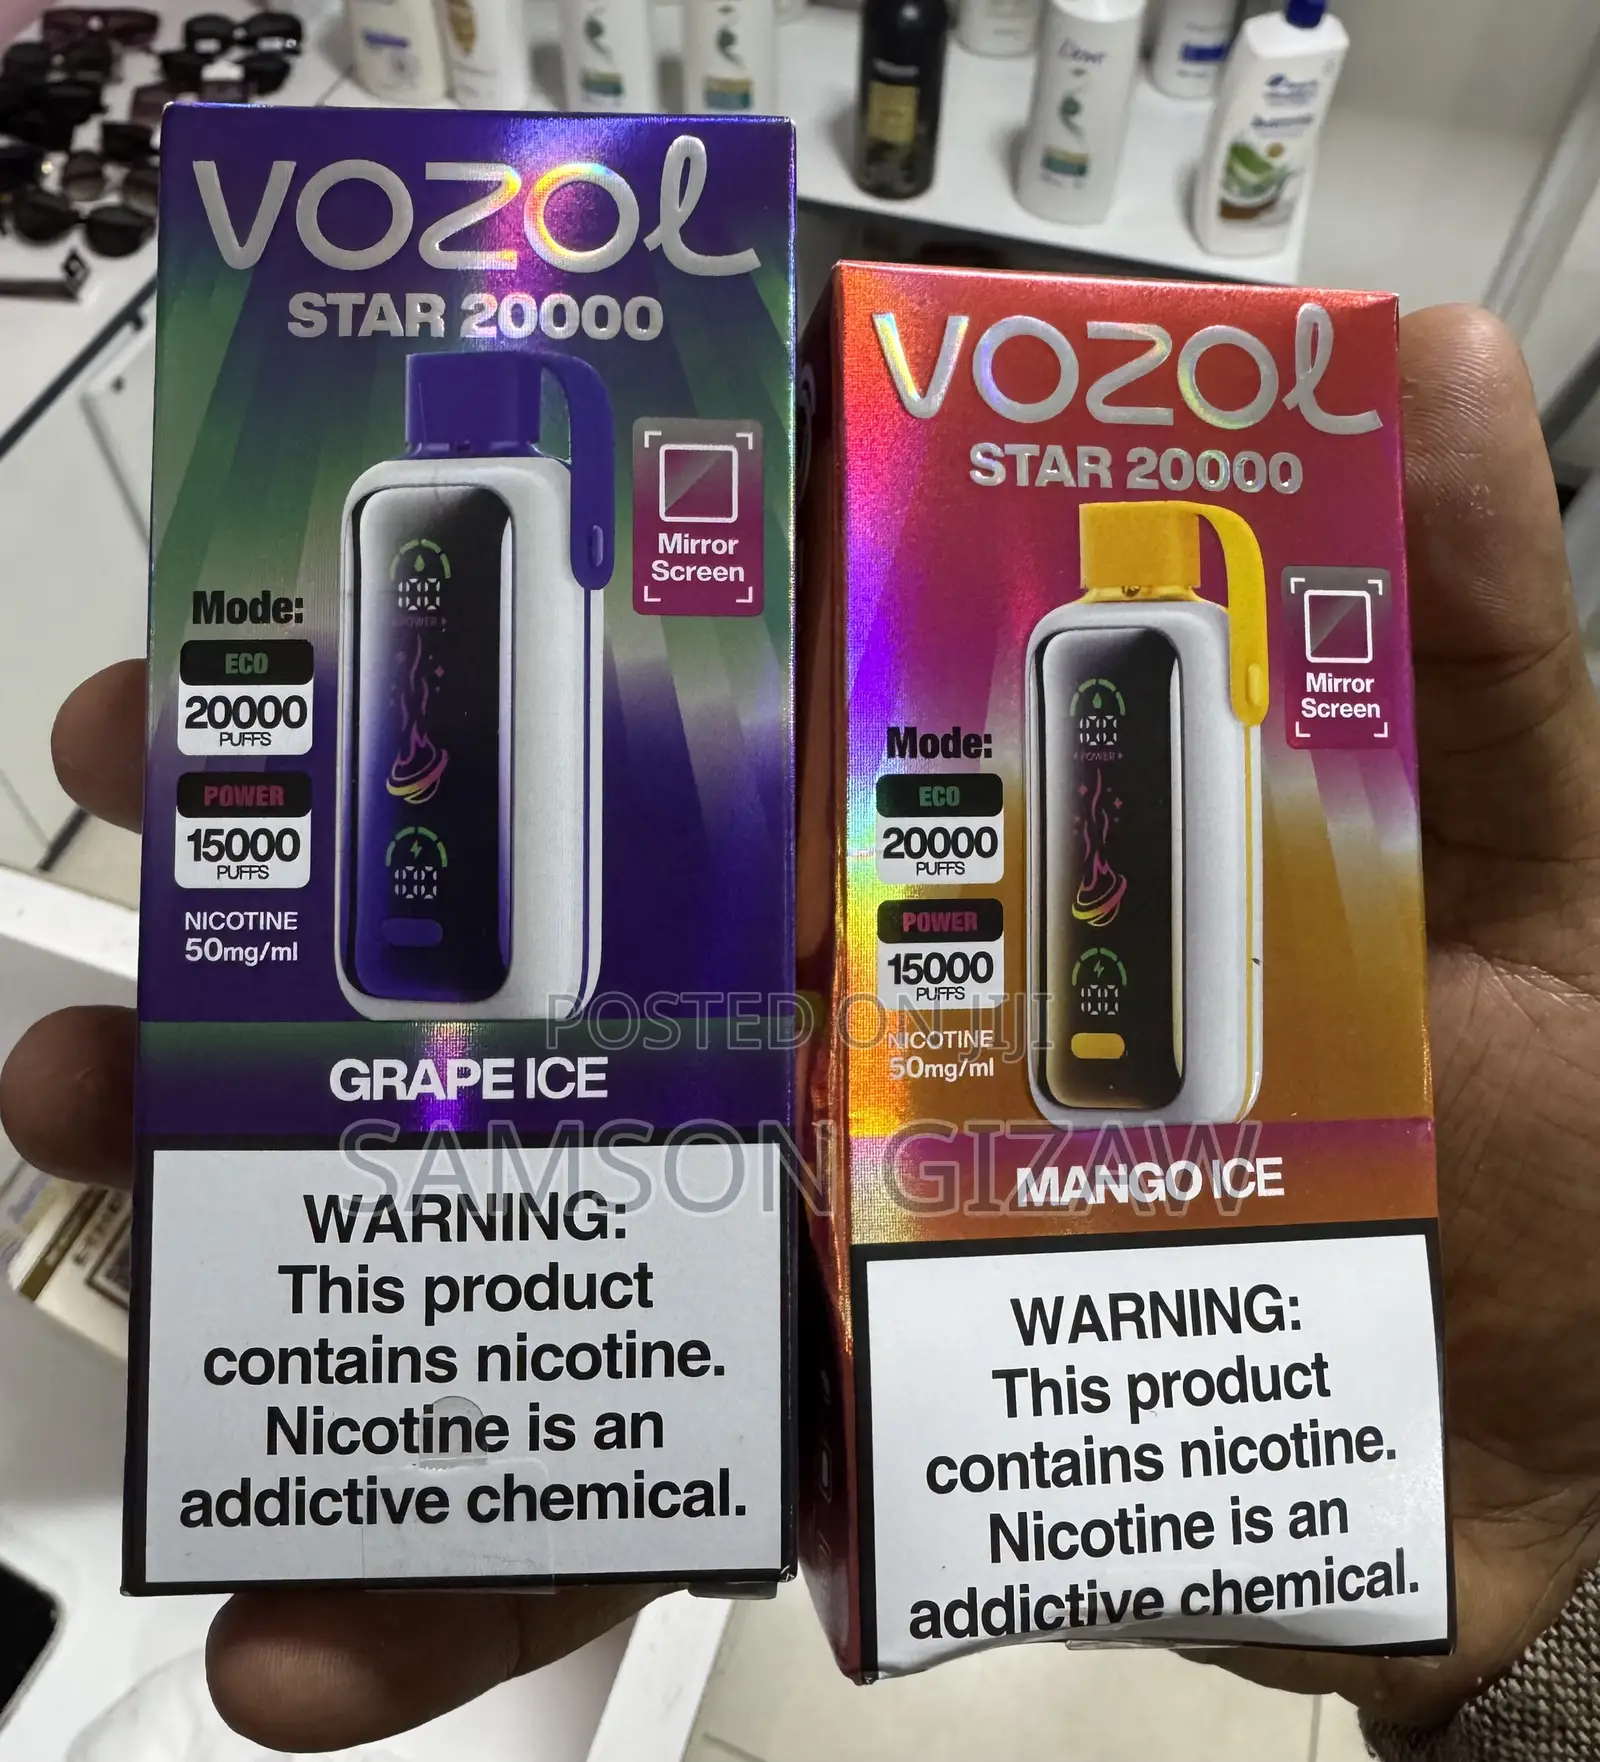 VOZOL
STAR 20000
Mirror
Screen
Mode:
ECO
20000
PUFFS
POWER
15000
PUFFS
NICOTINE
50mg/ml
POWER
GRAPE ICE
WARNING:
This product
contains nicotine.
Nicotine is an
addictive chemical.
VOZOL
STAR 20000
Mirror
Screen
Mode:
ECO
20000
PUFFS
POWER
15000
PUFFS
NICOTINE
50mg/ml
POWER
MANGO ICE
WARNING:
This product
contains nicotine.
Nicotine is an
addictive chemical.
POSTED ON JIJI
SAMSON GIZAW
Dove